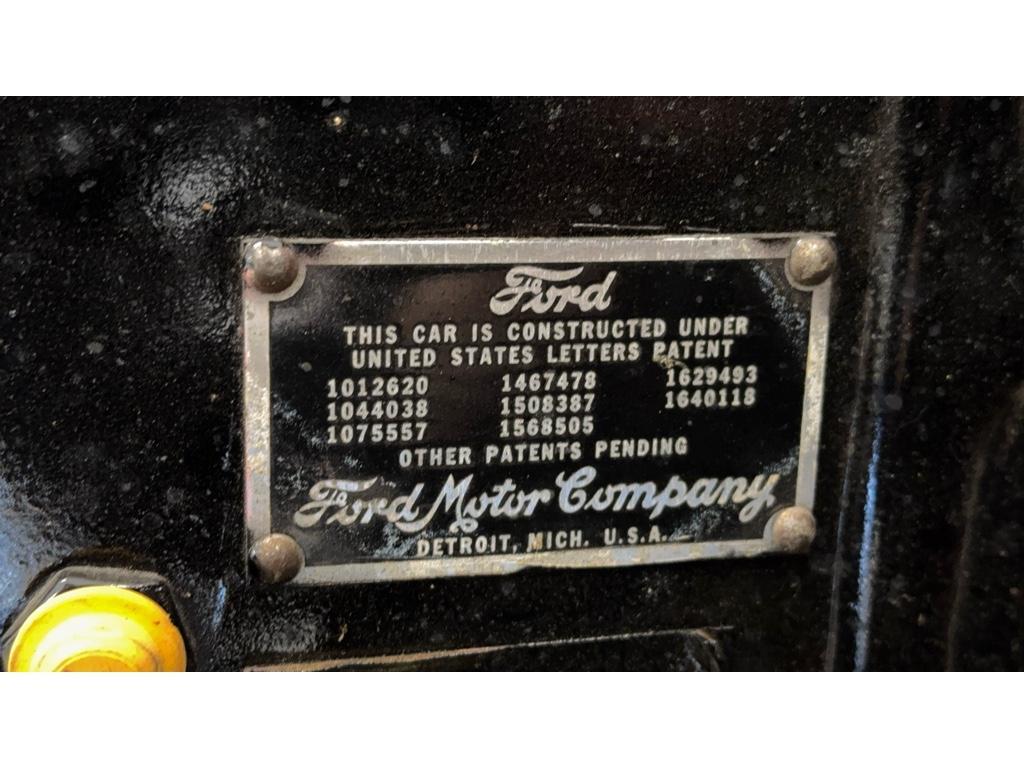 Ford
THIS CAR IS CONSTRUCTED UNDER
UNITED STATES LETTERS PATENT
1012620 1467478 1629493
1044038 1508387 1640118
1075557 1568505
OTHER PATENTS PENDING
Ford Motor Company
DETROIT, MICH. U.S.A.